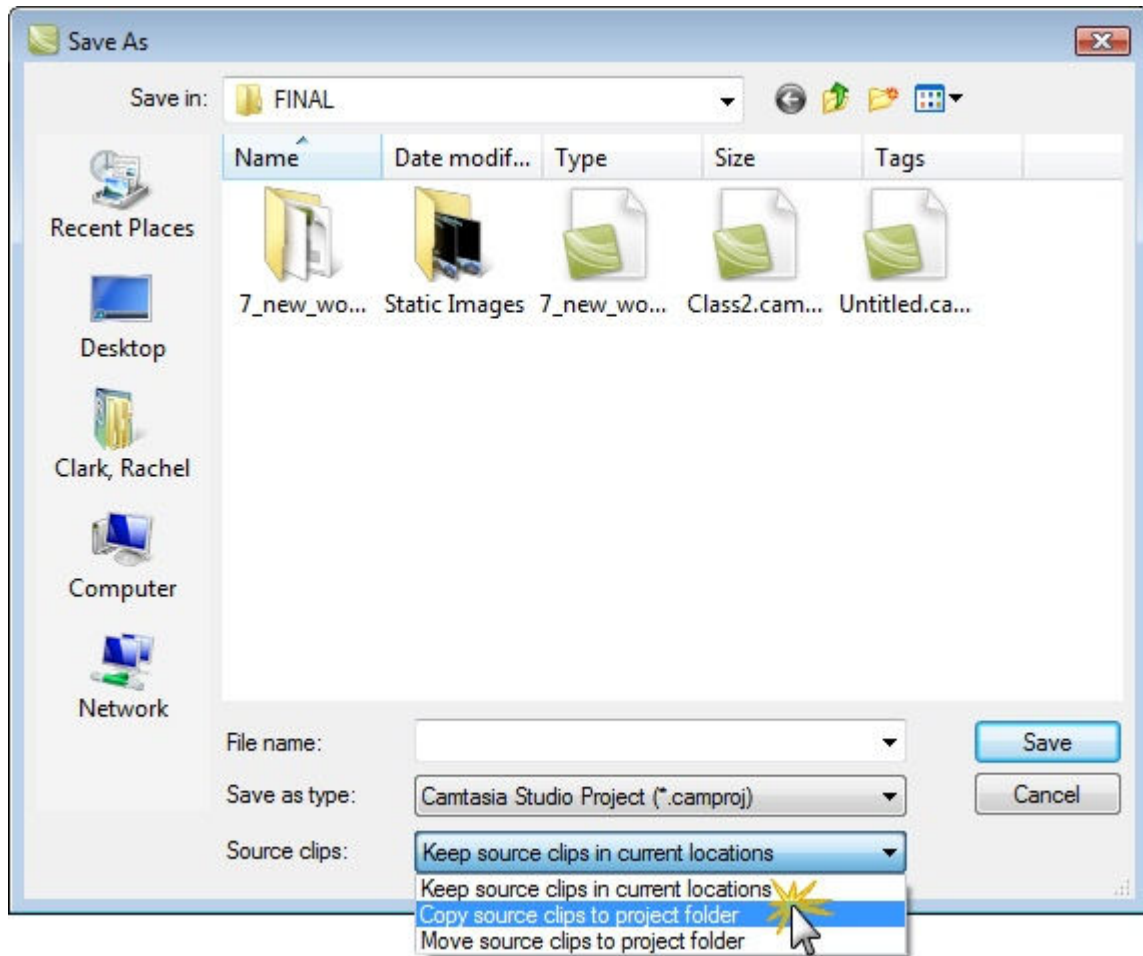 Save As
Save in: FINAL
Name Date modif... Type Size Tags
Recent Places
7_new_wo... Static Images 7_new_wo... Class2.cam... Untitled.ca...
Desktop
Clark, Rachel
Computer
Network
File name: Save
Save as type: Camtasia Studio Project (*.camproj) Cancel
Source clips: Keep source clips in current locations
Keep source clips in current locations
Copy source clips to project folder
Move source clips to project folder